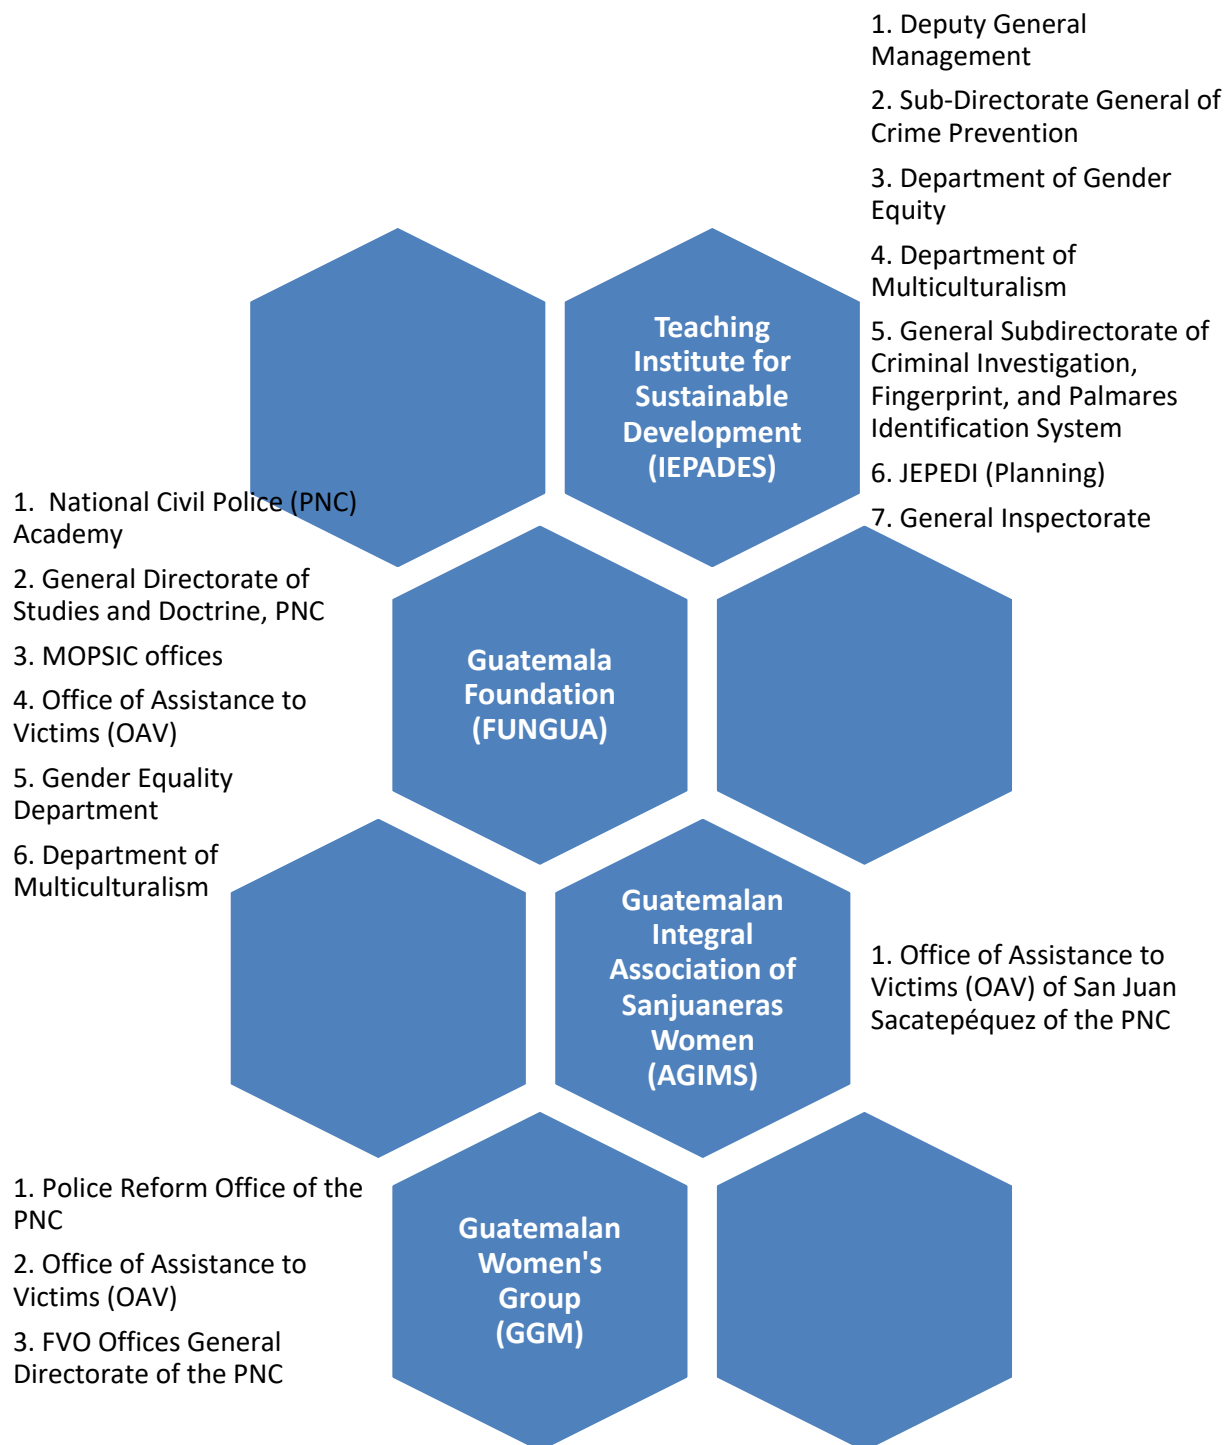 1. Deputy General
Management
2. Sub-Directorate General of
Crime Prevention
3. Department of Gender
Equity
4. Department of
Multiculturalism
5. General Subdirectorate of
Criminal Investigation,
Fingerprint, and Palmares
Identification System
6. JEPEDI (Planning)
7. General Inspectorate
Teaching
Institute for
Sustainable
Development
(IEPADES)
1. National Civil Police (PNC)
Academy
2. General Directorate of
Studies and Doctrine, PNC
3. MOPSIC offices
4. Office of Assistance to
Victims (OAV)
5. Gender Equality
Department
6. Department of
Multiculturalism
Guatemala
Foundation
(FUNGUA)
Guatemalan
Integral
Association of
Sanjuaneras
Women
(AGIMS)
1. Office of Assistance to
Victims (OAV) of San Juan
Sacatepéquez of the PNC
1. Police Reform Office of the
PNC
2. Office of Assistance to
Victims (OAV)
3. FVO Offices General
Directorate of the PNC
Guatemalan
Women's
Group
(GGM)